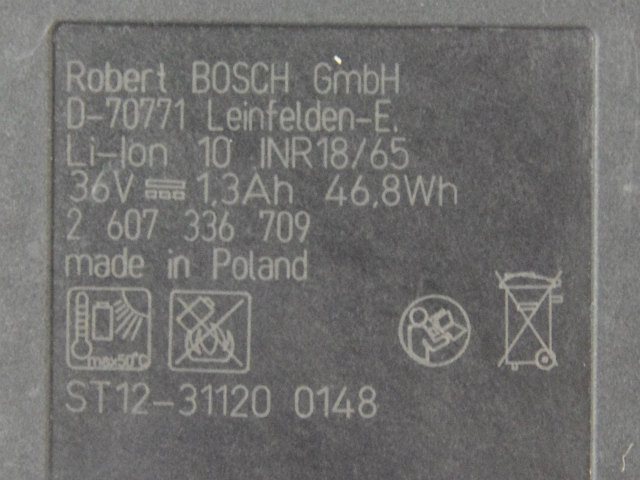 Robert BOSCH GmbH
D-70771 Leinfelden-E.
Li-Ion 10 INR18/65
36V ⎓ 1,3Ah 46,8Wh
2 607 336 709
made in Poland
max50°C
ST12-31120 0148